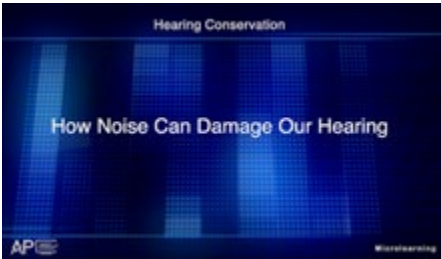 Hearing Conservation
How Noise Can Damage Our Hearing
AP
Microlearning